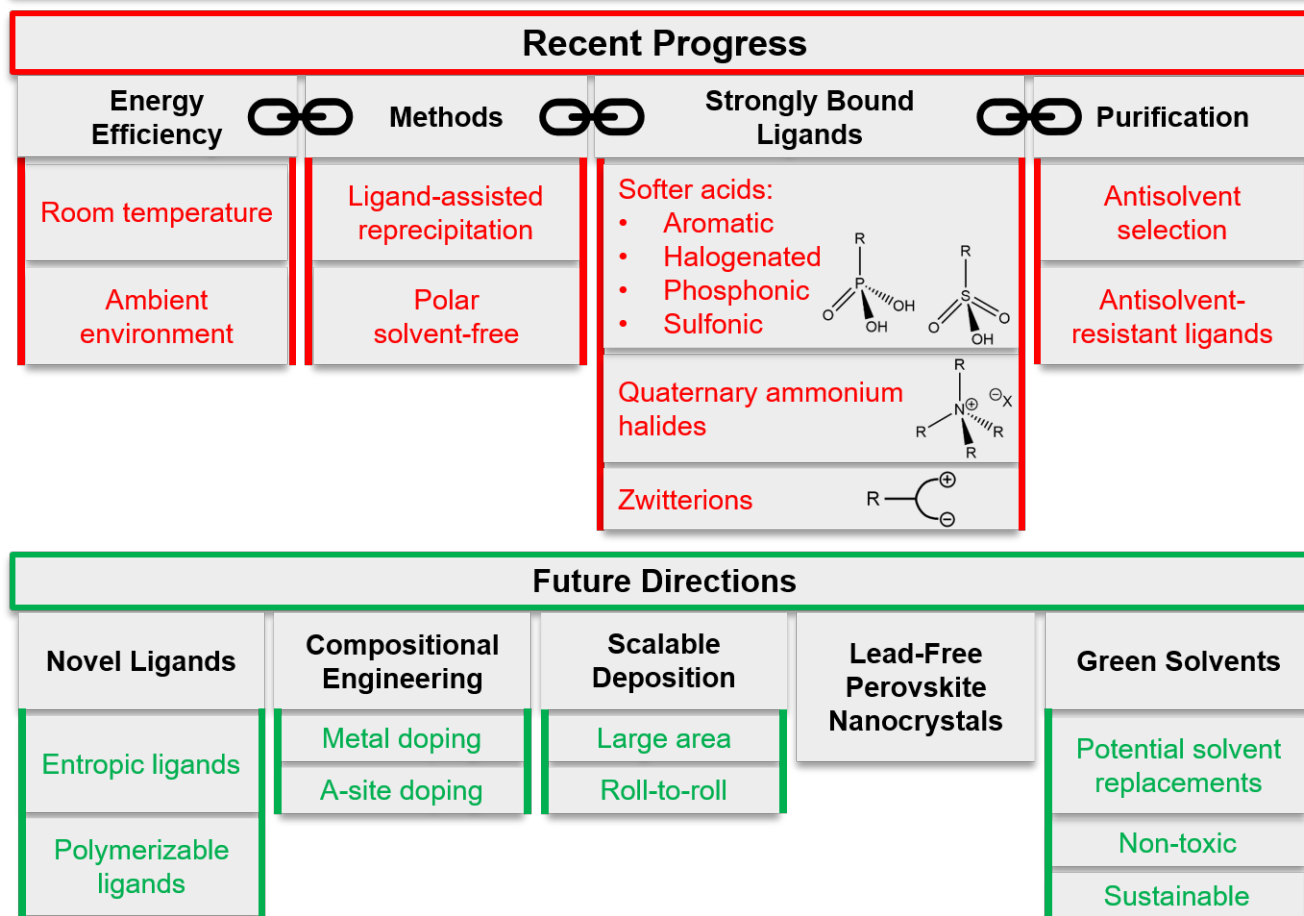 Recent Progress
Energy
Efficiency
Methods
Strongly Bound
Ligands
Purification
Room temperature
Ambient
environment
Ligand-assisted
reprecipitation
Polar
solvent-free
Softer acids:
• Aromatic
• Halogenated
• Phosphonic
• Sulfonic
R
P
O
OH
OH
R
S
O
O
OH
Quaternary ammonium
halides
R
N⊕
⊖X
R
R
R
Zwitterions
R
⊕
⊖
Antisolvent
selection
Antisolvent-
resistant ligands
Future Directions
Novel Ligands
Entropic ligands
Polymerizable
ligands
Compositional
Engineering
Metal doping
A-site doping
Scalable
Deposition
Large area
Roll-to-roll
Lead-Free
Perovskite
Nanocrystals
Green Solvents
Potential solvent
replacements
Non-toxic
Sustainable